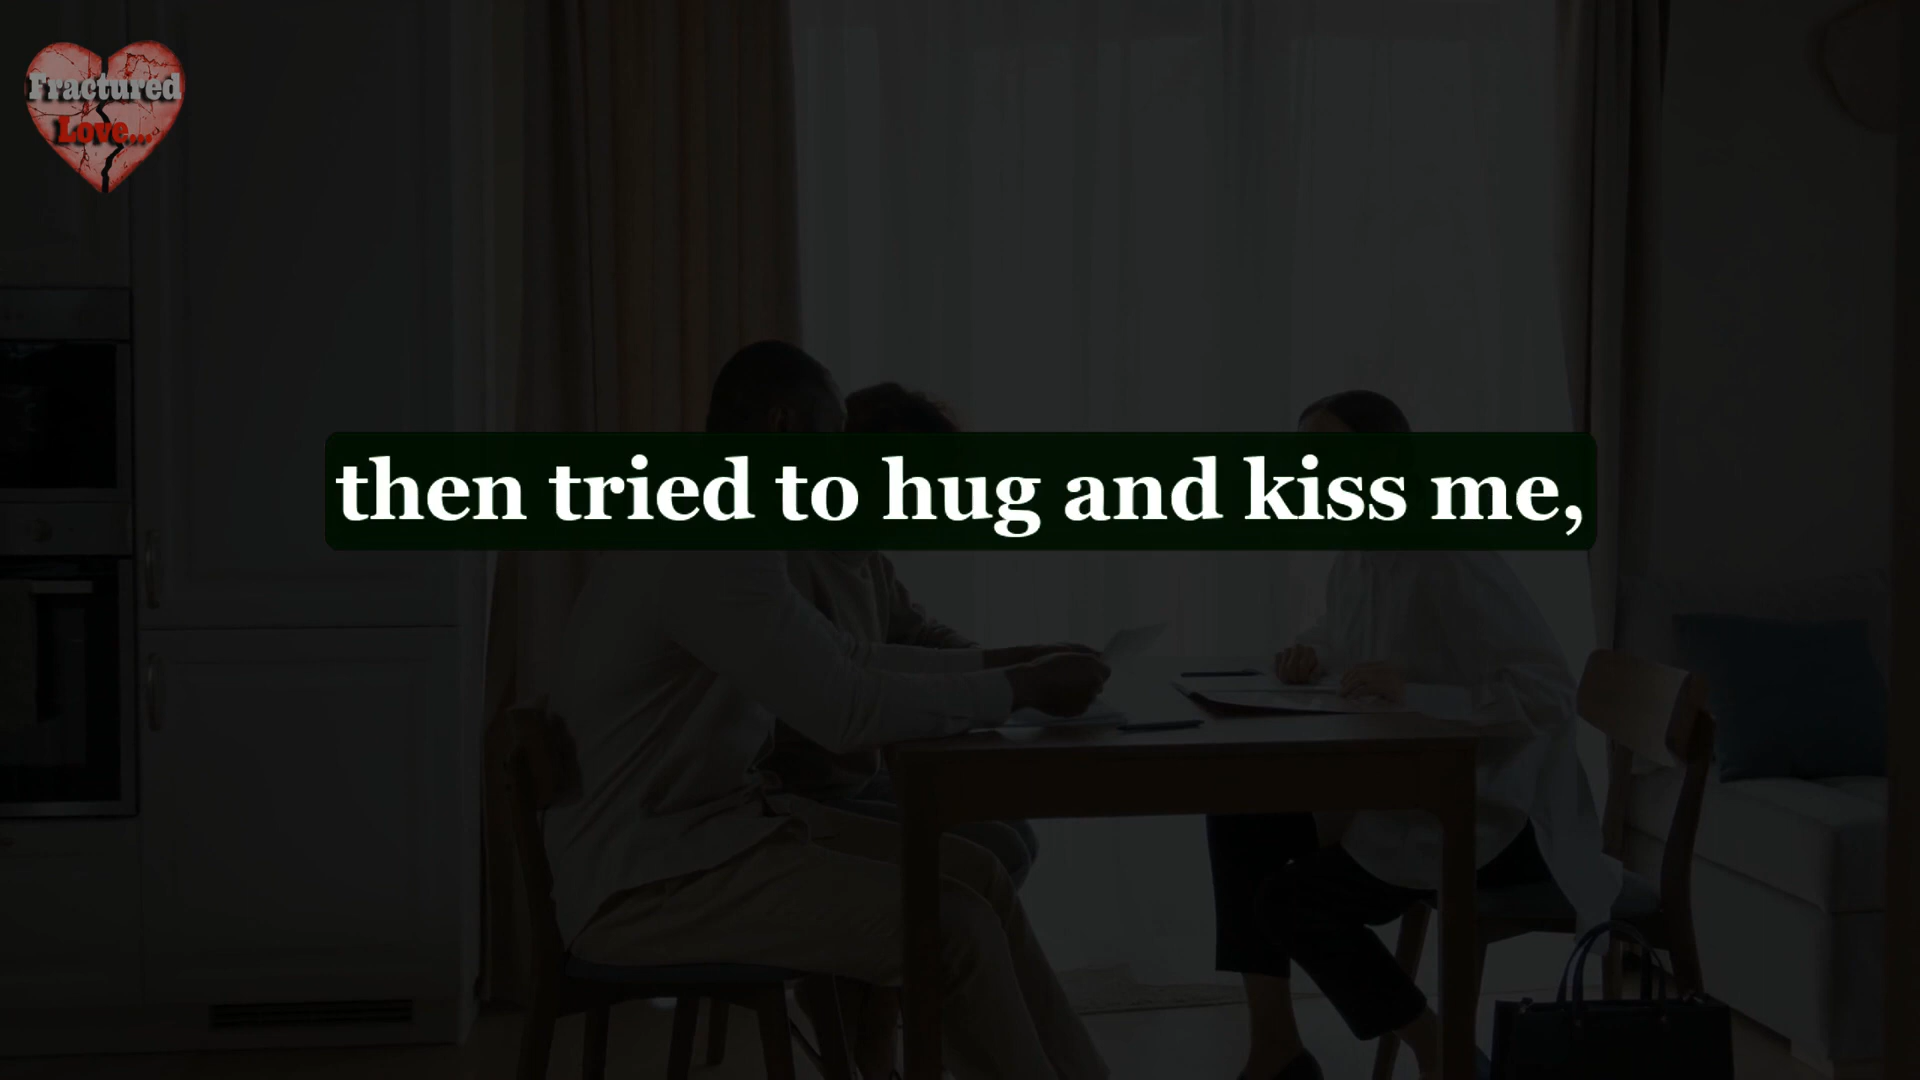 Fractured
Love...
then tried to hug and kiss me,